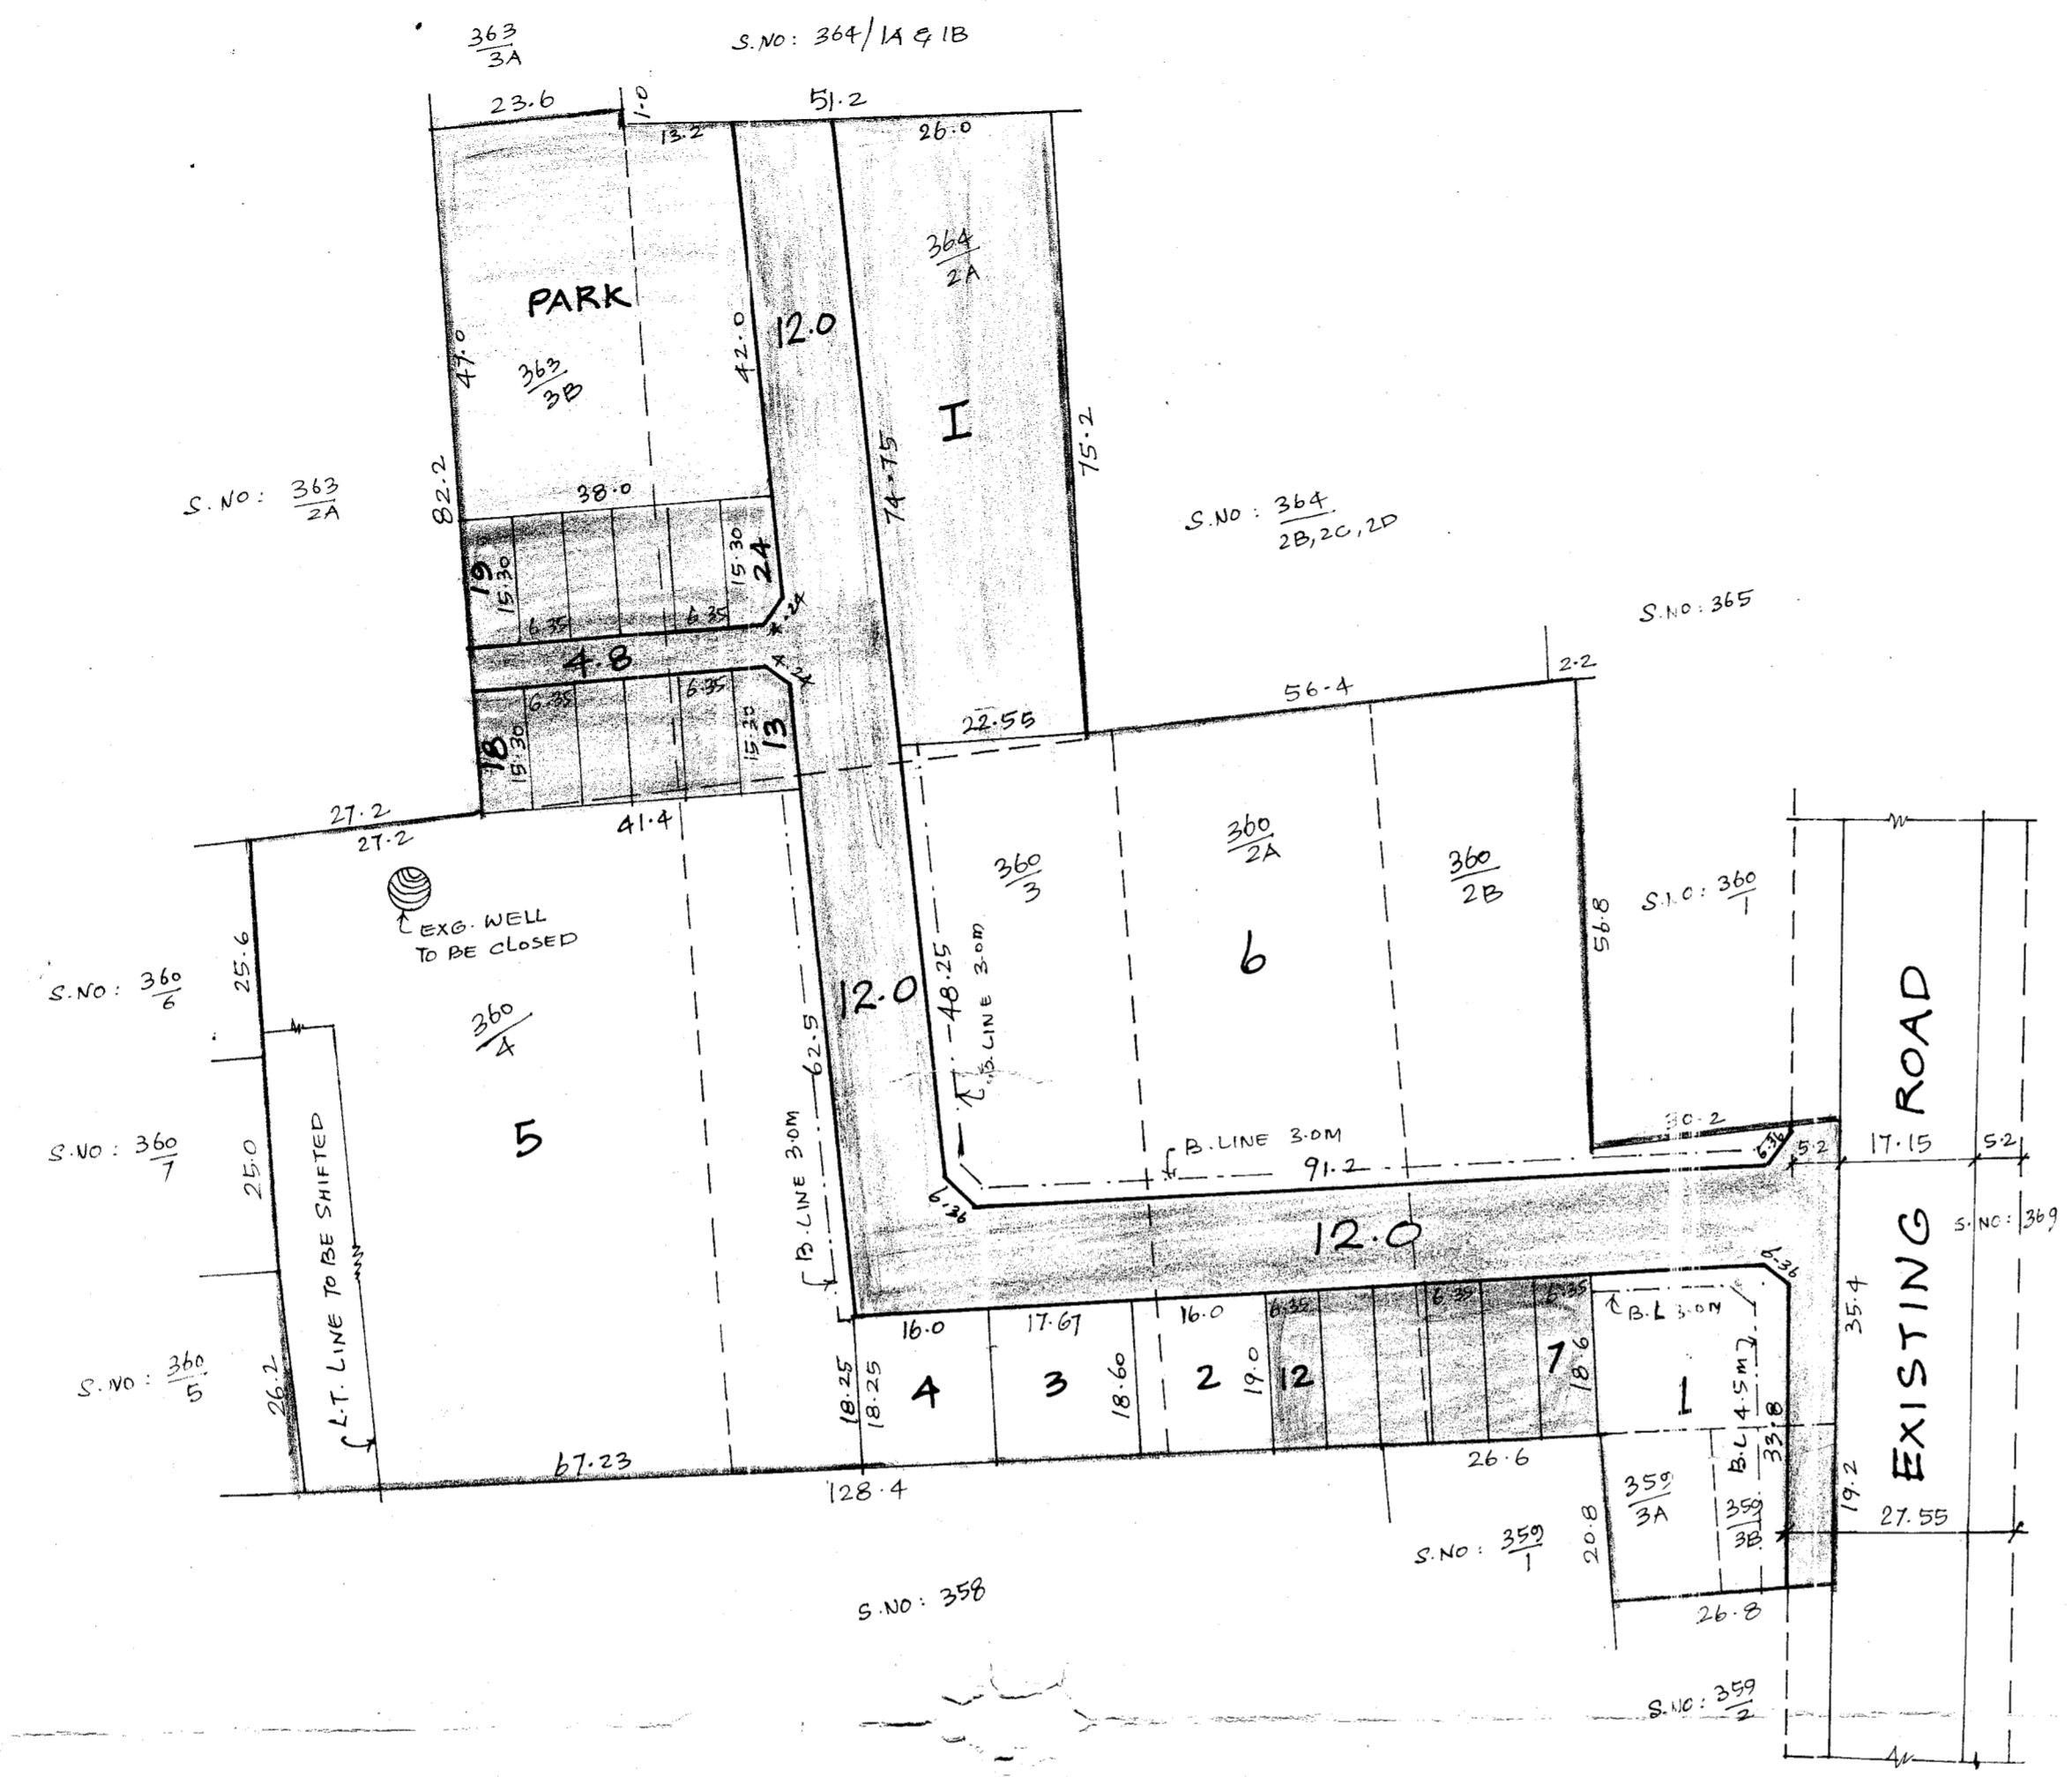 363
3A
S.NO: 364/1A & 1B
23.6
1.0
51.2
13.2
26.0
364
2A
PARK
12.0
42.0
47.0
363
3B
I
74.75
75.2
82.2
S.NO: 363
2A
38.0
S.NO: 364
2B, 2C, 2D
19
15.30
15.30
24
6.35
6.35
4.24
4.8
4.24
6.35
6.35
18
15.30
15.30
13
S.NO: 365
2.2
56.4
22.55
27.2
27.2
41.4
EXG. WELL
TO BE CLOSED
360
3
360
2A
360
2B
S.NO: 360
1
56.8
25.6
S.NO: 360
6
360
4
12.0
48.25
B.LINE 3.0M
6
62.5
5
B.LINE 3.0M
S.NO: 360
7
25.0
L.T. LINE TO BE SHIFTED
B.LINE 3.0M
91.2
30.2
6.36
5.2
17.15
5.2
EXISTING ROAD
6.36
12.0
6.36
S.NO: 369
35.4
S.NO: 360
5
26.2
16.0
17.67
16.0
6.35
6.35
6.35
B.L 3.0M
18.25
18.25
4
3
18.60
2
19.0
12
7
18.6
1
B.L 4.5M
33.8
67.23
128.4
26.6
359
3A
359
3B
19.2
27.55
20.8
S.NO: 359
1
26.8
S.NO: 358
S.NO: 359
2